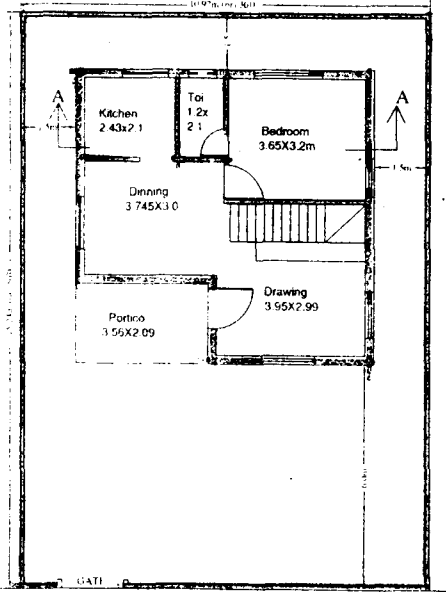 A
A
Kitchen
2.43x2.1
Toi
1.2x
2.1
Bedroom
3.65X3.2m
1.5m
Dinning
3.745X3.0
Drawing
3.95X2.99
Portico
3.56X2.09
GATE